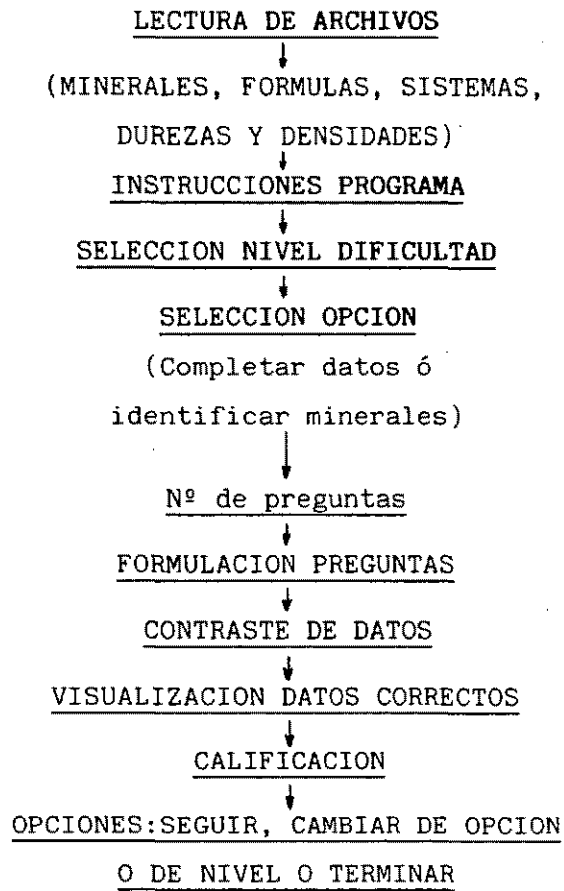 LECTURA DE ARCHIVOS
(MINERALES, FORMULAS, SISTEMAS,
DUREZAS Y DENSIDADES)
INSTRUCCIONES PROGRAMA
SELECCION NIVEL DIFICULTAD
SELECCION OPCION
(Completar datos ó
identificar minerales)
Nº de preguntas
FORMULACION PREGUNTAS
CONTRASTE DE DATOS
VISUALIZACION DATOS CORRECTOS
CALIFICACION
OPCIONES:SEGUIR, CAMBIAR DE OPCION
O DE NIVEL O TERMINAR